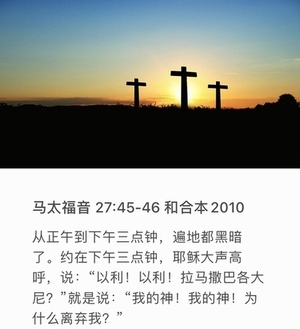 马太福音 27:45-46 和合本2010
从正午到下午三点钟，遍地都黑暗
了。约在下午三点钟，耶稣大声高
呼，说：“以利！以利！拉马撒巴各大
尼？”就是说：“我的神！我的神！为
什么离弃我？”